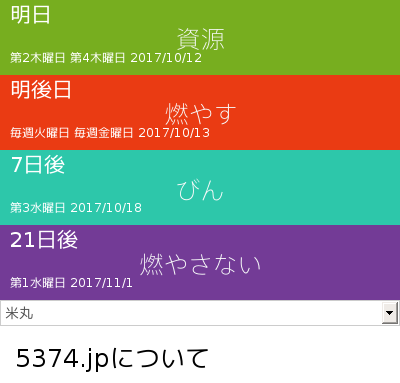 明日
資源
第2木曜日 第4木曜日 2017/10/12
明後日
燃やす
毎週火曜日 毎週金曜日 2017/10/13
7日後
びん
第3水曜日 2017/10/18
21日後
燃やさない
第1水曜日 2017/11/1
米丸
5374.jpについて